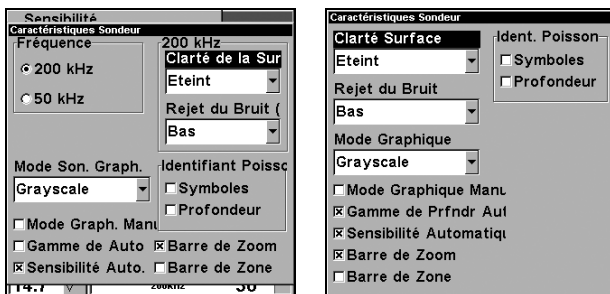 Sensibilité
Caractéristiques Sondeur
Fréquence
200 kHz
50 kHz
200 kHz
Clarté de la Sur
Eteint
Rejet du Bruit (
Bas
Mode Son. Graph.
Grayscale
Identifiant Poissc
Symboles
Profondeur
Mode Graph. Manu
Gamme de Auto
Barre de Zoom
Sensibilité Auto.
Barre de Zone
14.7
200kHz
30
Caractéristiques Sondeur
Clarté Surface
Eteint
Rejet du Bruit
Bas
Mode Graphique
Grayscale
Ident. Poisson
Symboles
Profondeur
Mode Graphique Manu
Gamme de Prfndr Aut
Sensibilité Automatiqu
Barre de Zoom
Barre de Zone